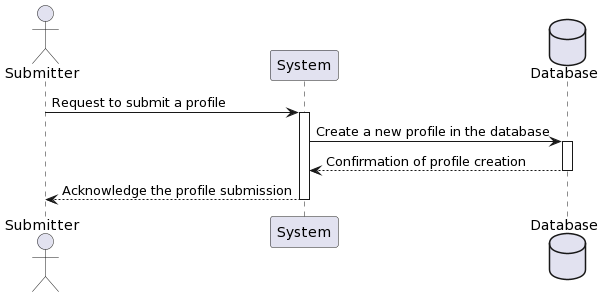 Submitter
System
Database
Request to submit a profile
Create a new profile in the database
Confirmation of profile creation
Acknowledge the profile submission
Submitter
System
Database